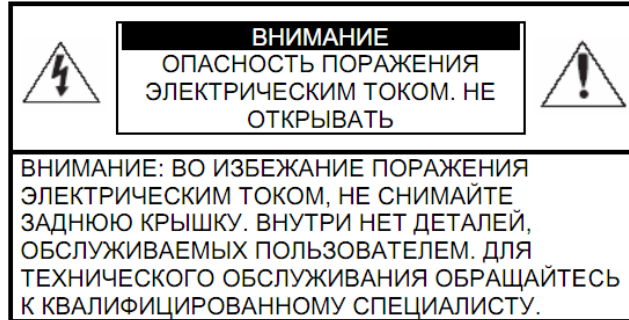 ВНИМАНИЕ
ОПАСНОСТЬ ПОРАЖЕНИЯ
ЭЛЕКТРИЧЕСКИМ ТОКОМ. НЕ
ОТКРЫВАТЬ
ВНИМАНИЕ: ВО ИЗБЕЖАНИЕ ПОРАЖЕНИЯ
ЭЛЕКТРИЧЕСКИМ ТОКОМ, НЕ СНИМАЙТЕ
ЗАДНЮЮ КРЫШКУ. ВНУТРИ НЕТ ДЕТАЛЕЙ,
ОБСЛУЖИВАЕМЫХ ПОЛЬЗОВАТЕЛЕМ. ДЛЯ
ТЕХНИЧЕСКОГО ОБСЛУЖИВАНИЯ ОБРАЩАЙТЕСЬ
К КВАЛИФИЦИРОВАННОМУ СПЕЦИАЛИСТУ.